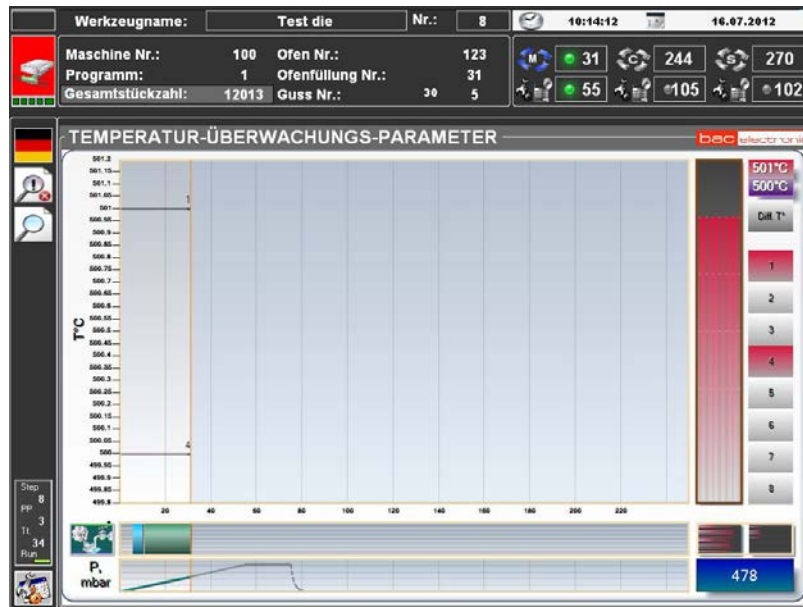 Werkzeugname: Test die Nr.: 8 10:14:12 16.07.2012
Maschine Nr.: 100 Ofen Nr.: 123
Programm: 1 Ofenfüllung Nr.: 31
Gesamtstückzahl: 12013 Guss Nr.: 30 5
M 31 C 244 S 270
55 105 102
TEMPERATUR-ÜBERWACHUNGS-PARAMETER
bac electronic
501°C
500°C
Diff. T°
1
2
3
4
5
6
7
8
T°C
501.2
501.15
501.1
501.05
501
500.95
500.9
500.85
500.8
500.75
500.7
500.65
500.6
500.55
500.5
500.45
500.4
500.35
500.3
500.25
500.2
500.15
500.1
500.05
500
499.95
499.9
499.85
499.8
1
4
20 40 60 80 100 120 140 160 180 200 220
Step
8
PP
3
Tt.
34
Run
P,
mbar
478